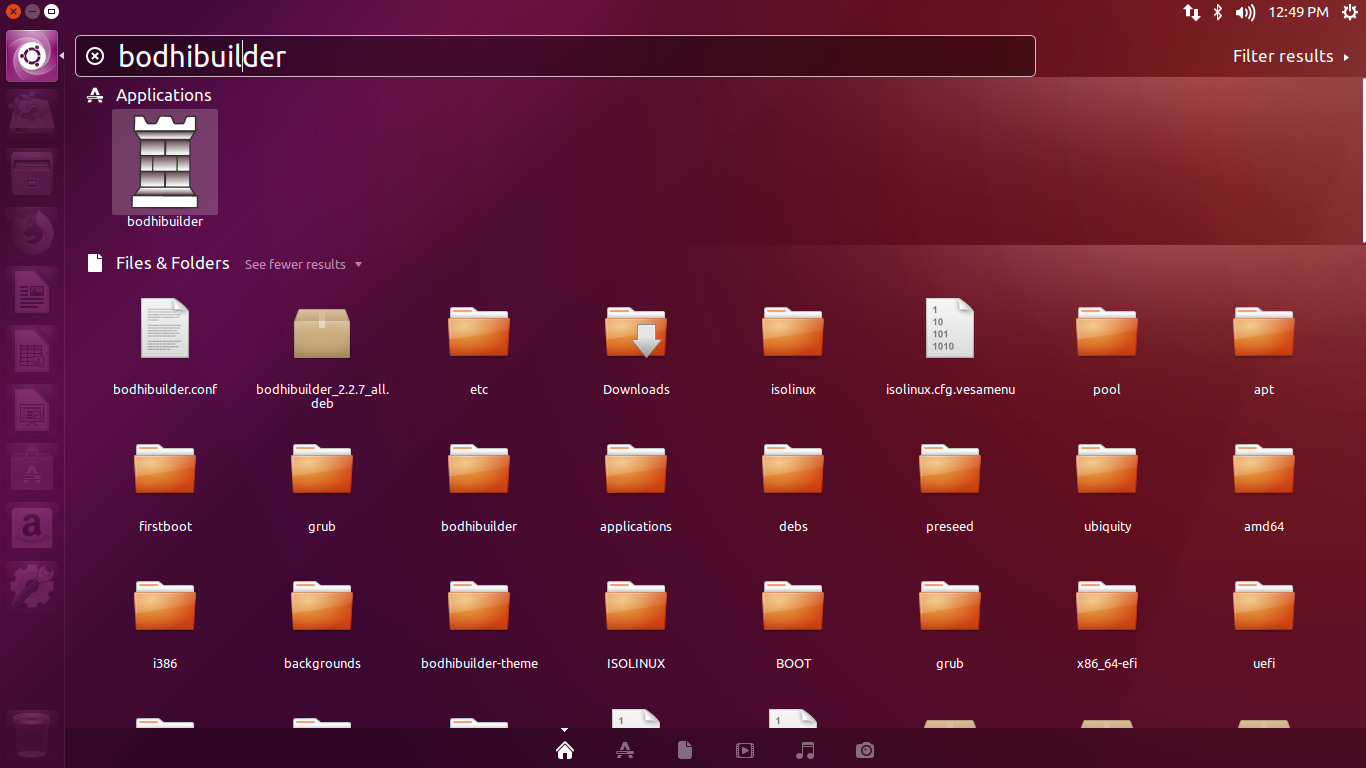 12:49 PM
bodhibuilder
Filter results
Applications
bodhibuilder
Files & Folders See fewer results
bodhibuilder.conf
bodhibuilder_2.2.7_all.
deb
etc
Downloads
isolinux
1
10
101
1010
isolinux.cfg.vesamenu
pool
apt
firstboot
grub
bodhibuilder
applications
debs
preseed
ubiquity
amd64
i386
backgrounds
bodhibuilder-theme
ISOLINUX
BOOT
grub
x86_64-efi
uefi
a
1
1